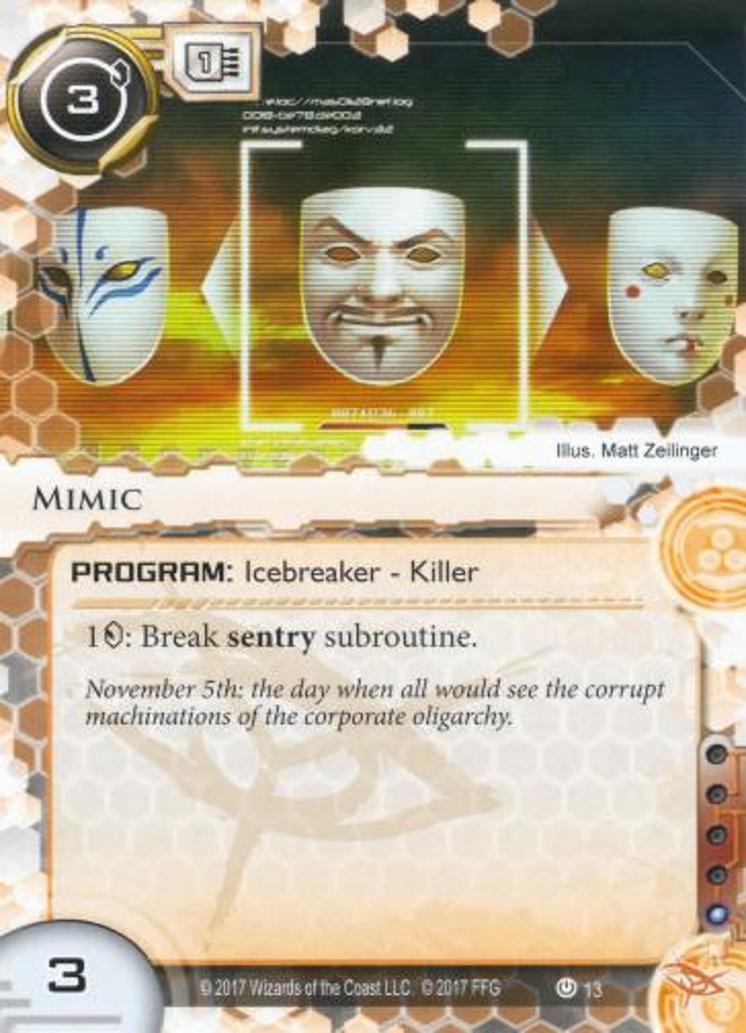 3
1
Illus. Matt Zeilinger
MIMIC
PROGRAM: Icebreaker - Killer
1: Break sentry subroutine.
November 5th: the day when all would see the corrupt
machinations of the corporate oligarchy.
3
© 2017 Wizards of the Coast LLC. © 2017 FFG
13